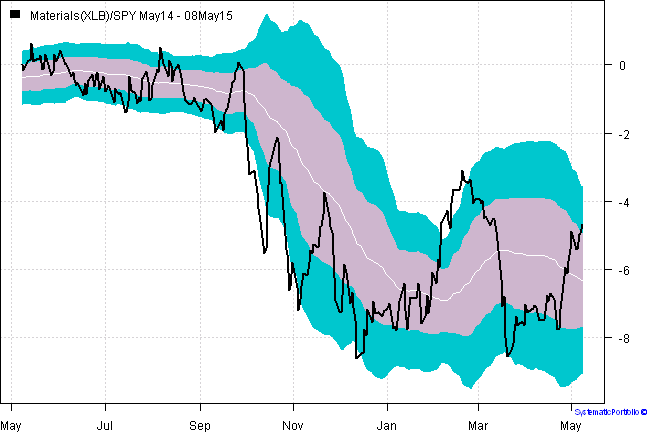 Materials(XLB)/SPY May14 - 08May15
0
-2
-4
-6
-8
May Jul Sep Nov Jan Mar May
SystematicPortfolio ©